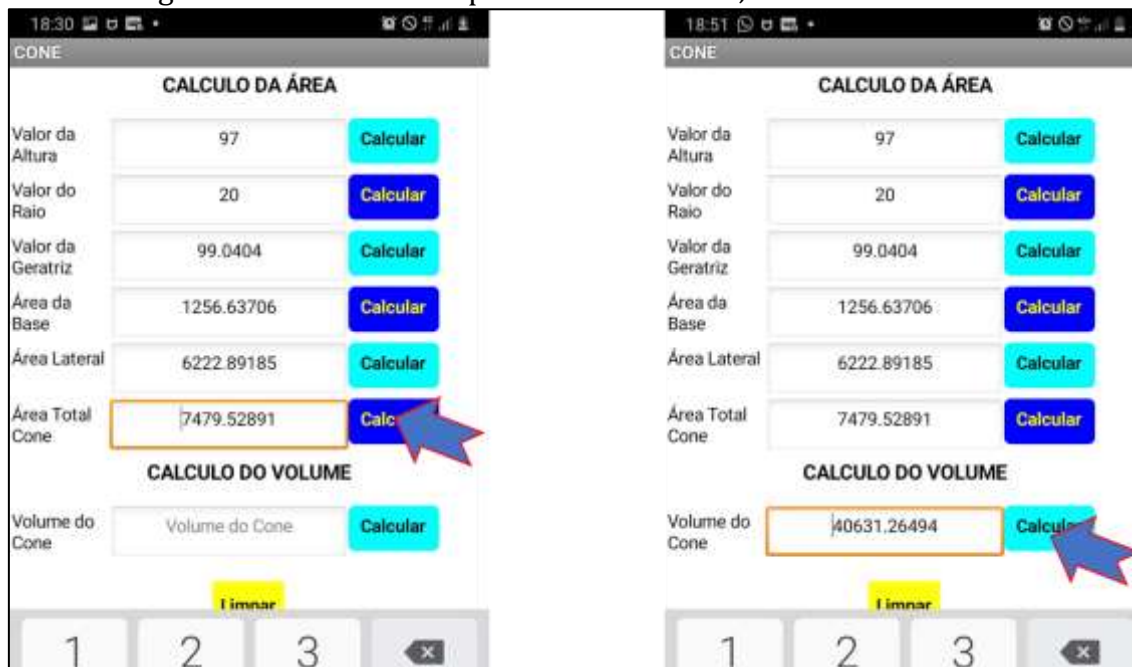 18:30
CONE
CALCULO DA ÁREA
Valor da Altura 97 Calcular
Valor do Raio 20 Calcular
Valor da Geratriz 99.0404 Calcular
Área da Base 1256.63706 Calcular
Área Lateral 6222.89185 Calcular
Área Total Cone 7479.52891 Calc
CALCULO DO VOLUME
Volume do Cone Volume do Cone Calcular
Limpar
1 2 3
18:51
CONE
CALCULO DA ÁREA
Valor da Altura 97 Calcular
Valor do Raio 20 Calcular
Valor da Geratriz 99.0404 Calcular
Área da Base 1256.63706 Calcular
Área Lateral 6222.89185 Calcular
Área Total Cone 7479.52891 Calcular
CALCULO DO VOLUME
Volume do Cone 40631.26494 Calcular
Limpar
1 2 3